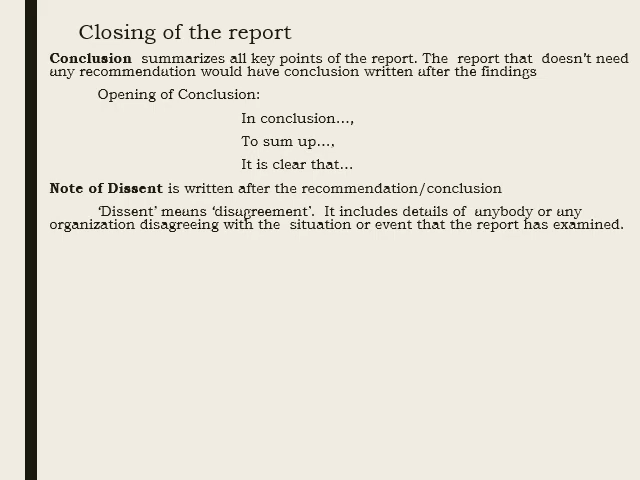 Closing of the report
Conclusion  summarizes all key points of the report. The  report that  doesn't need
any recommendation would have conclusion written after the findings
Opening of Conclusion:
In conclusion…,
To sum up…,
It is clear that…
Note of Dissent is written after the recommendation/conclusion
‘Dissent’ means ‘disagreement’.  It includes details of  anybody or any
organization disagreeing with the  situation or event that the report has examined.